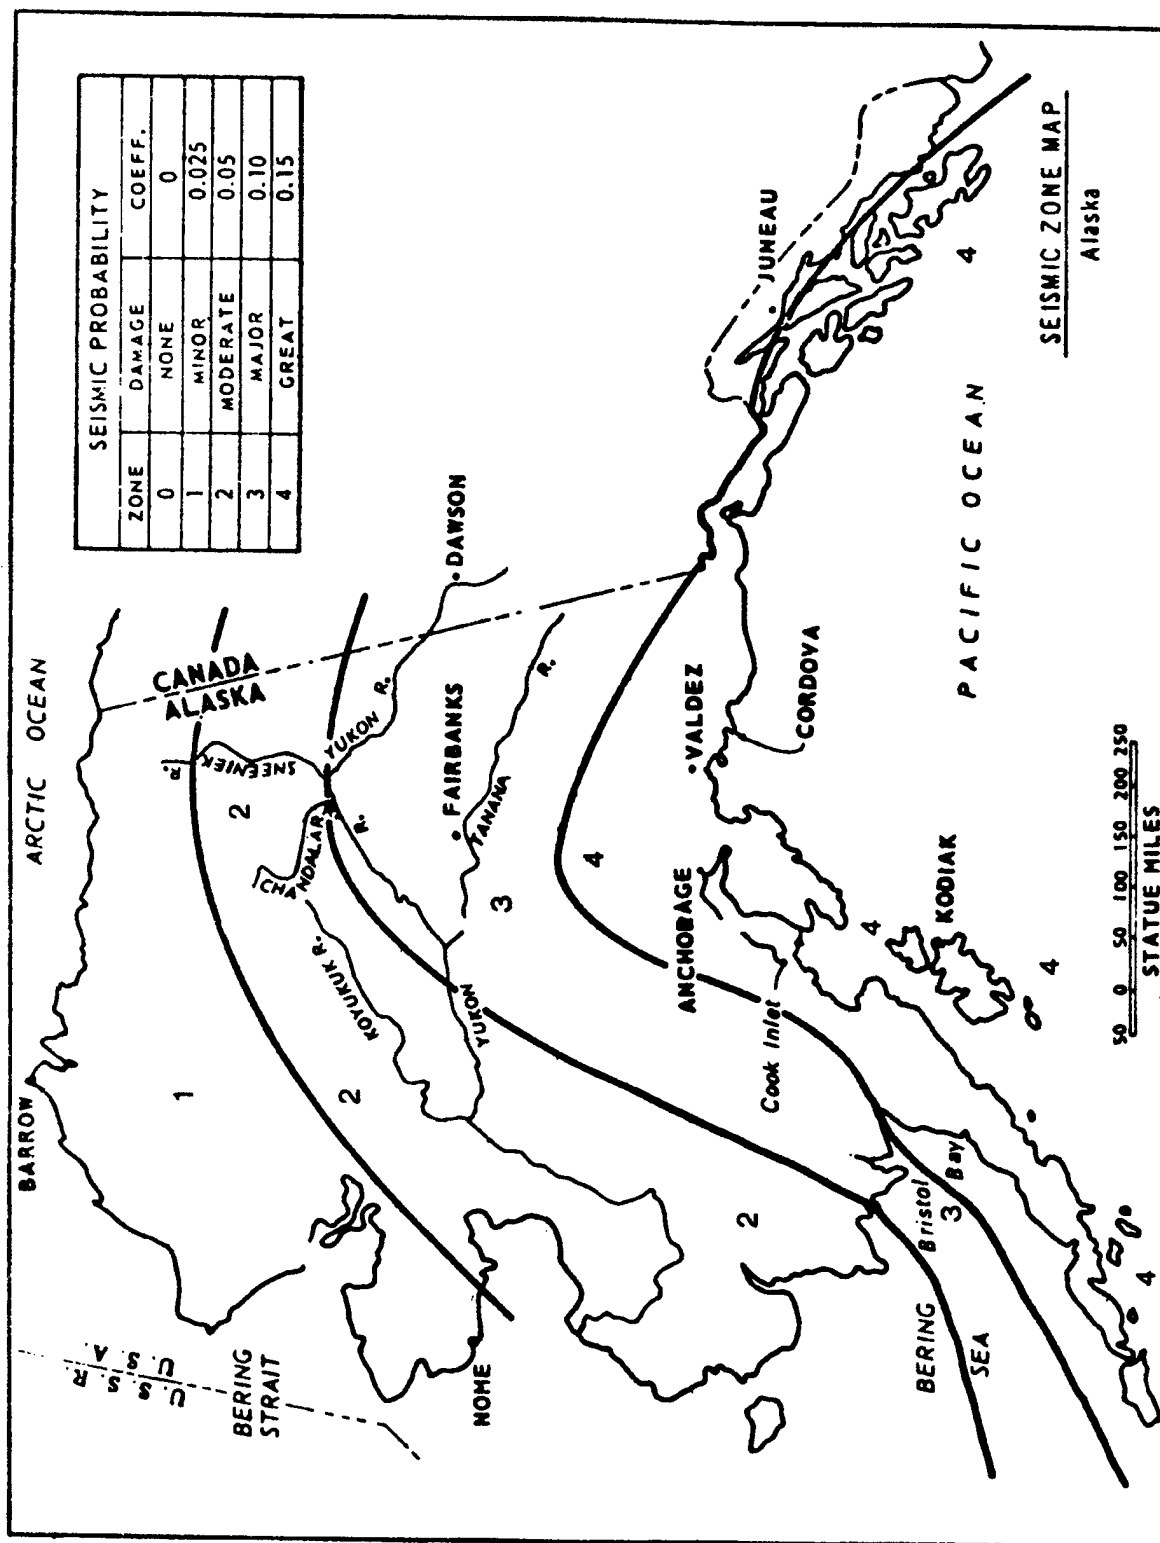 SEISMIC PROBABILITY
ZONE DAMAGE COEFF.
0 NONE 0
1 MINOR 0.025
2 MODERATE 0.05
3 MAJOR 0.10
4 GREAT 0.15
BARROW
ARCTIC OCEAN
U. S. S. R.
U. S. A.
BERING
STRAIT
CANADA
ALASKA
1
R.
SNEENIEK
2
CHANDALAR
R.
YUKON R.
2
KOYUKUK R.
NOME
YUKON
FAIRBANKS
TANANA
R.
DAWSON
3
4
2
Cook Inlet
ANCHORAGE
VALDEZ
JUNEAU
CORDOVA
4
KODIAK
4
BERING
SEA
Bristol
Bay
3
PACIFIC OCEAN
4
4
50 0 50 100 150 200 250
STATUE MILES
SEISMIC ZONE MAP
Alaska